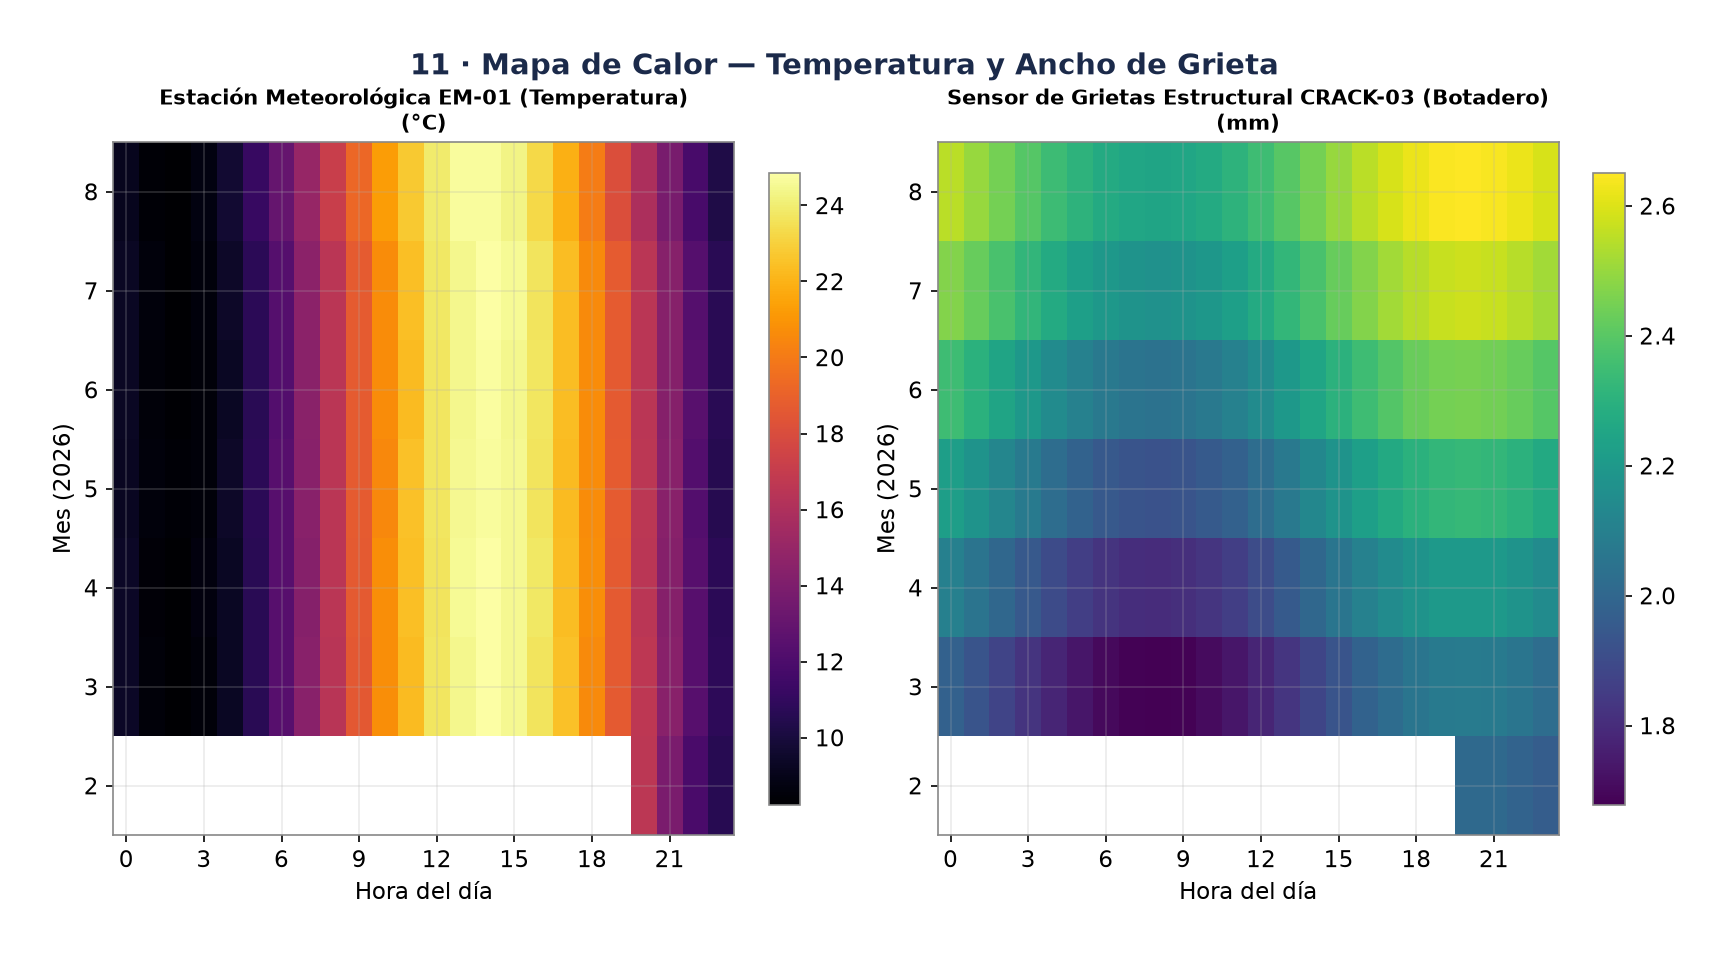 11 · Mapa de Calor — Temperatura y Ancho de Grieta
Estación Meteorológica EM-01 (Temperatura)
(°C)
8
7
6
5
4
3
2
Mes (2026)
0 3 6 9 12 15 18 21
Hora del día
24
22
20
18
16
14
12
10
Sensor de Grietas Estructural CRACK-03 (Botadero)
(mm)
8
7
6
5
4
3
2
Mes (2026)
0 3 6 9 12 15 18 21
Hora del día
2.6
2.4
2.2
2.0
1.8